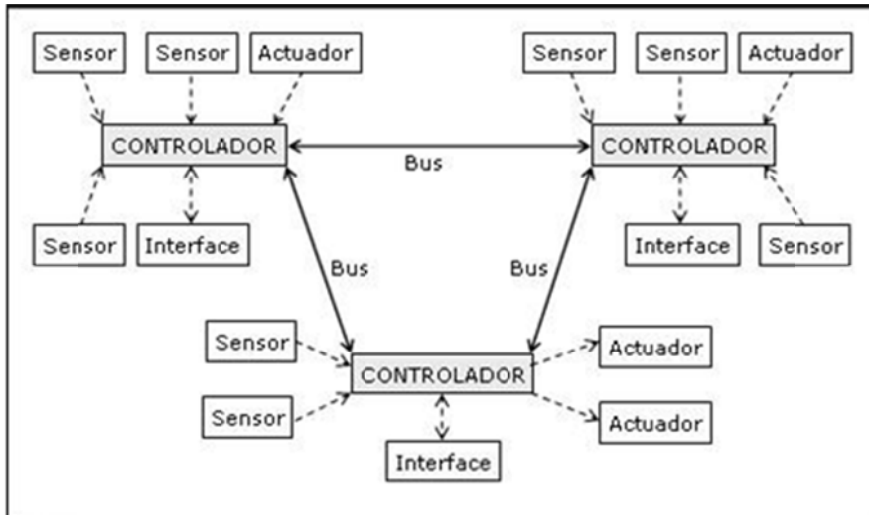 Sensor Sensor Actuador Sensor Sensor Actuador
CONTROLADOR CONTROLADOR
Bus
Sensor Interface Interface Sensor
Bus Bus
Sensor Actuador
CONTROLADOR
Sensor Actuador
Interface